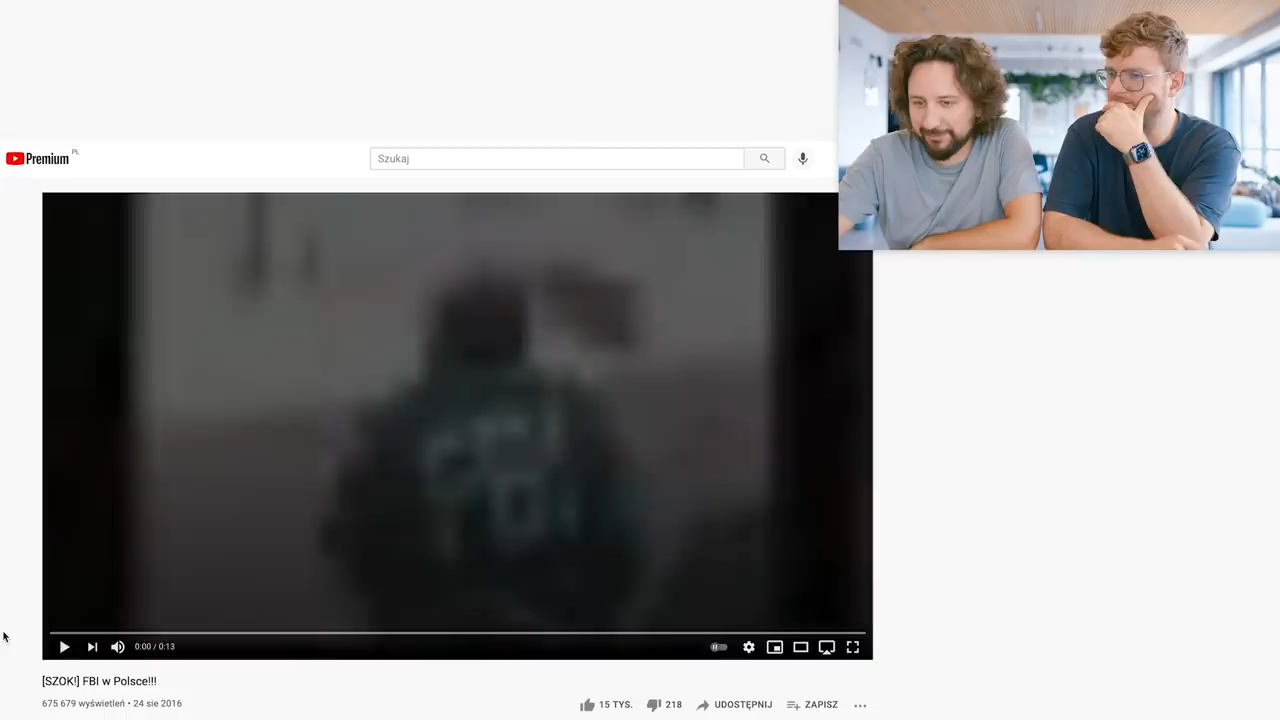 Premium PL
Szukaj
0:00 / 0:13
[SZOK!] FBI w Polsce!!!
675 679 wyświetleń • 24 sie 2016
15 TYS. 218 UDOSTĘPNIJ ZAPISZ